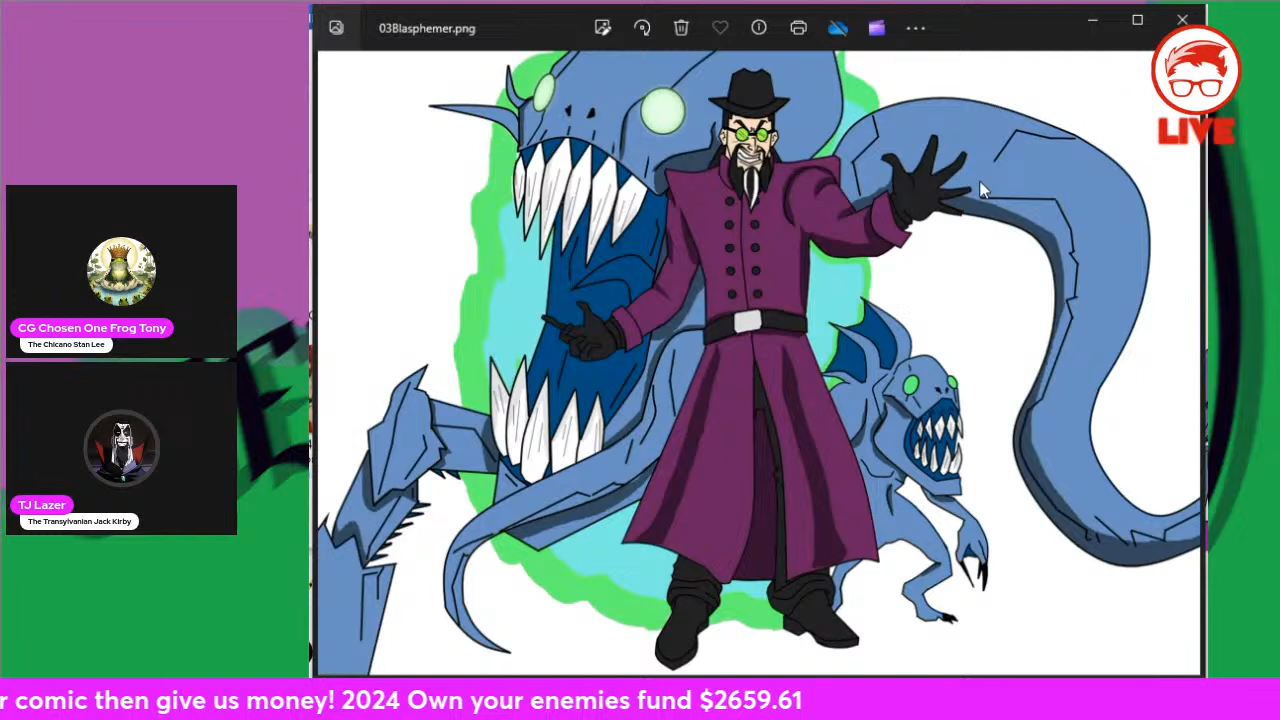 03Blasphemer.png
LIVE
CG Chosen One Frog Tony
The Chicano Stan Lee
TJ Lazer
The Transylvanian Jack Kirby
r comic then give us money! 2024 Own your enemies fund $2659.61